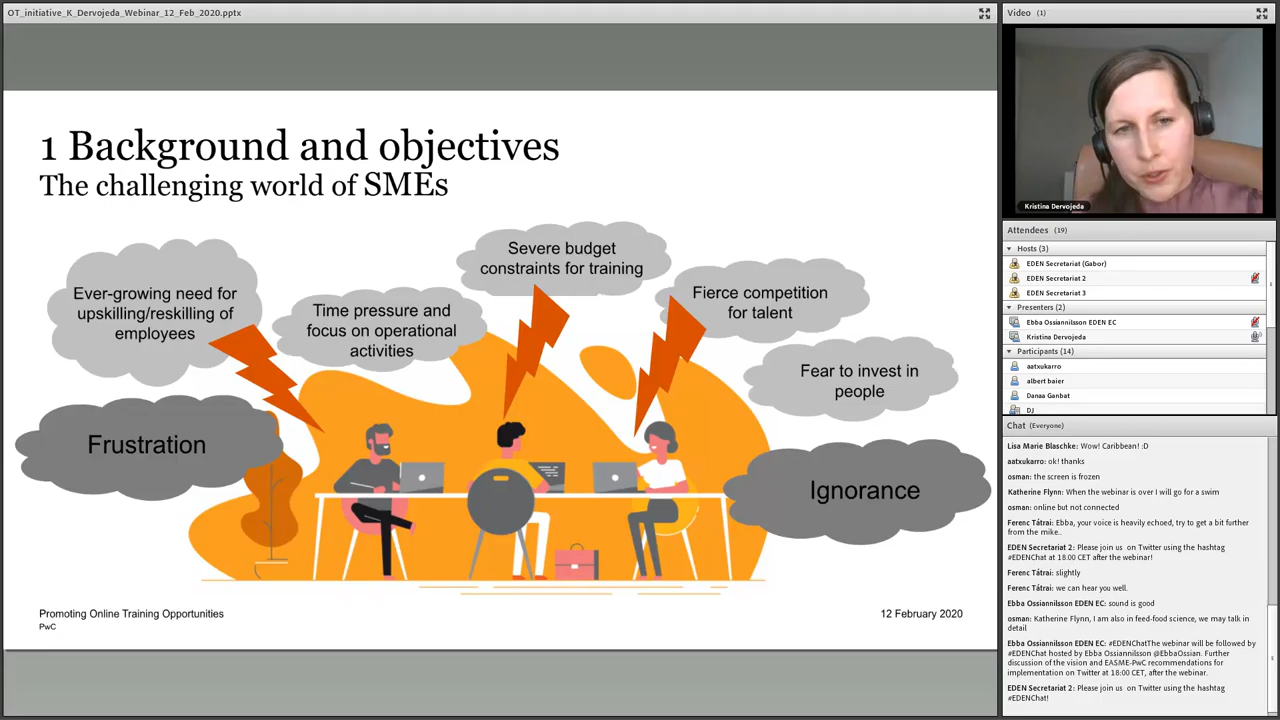 OT_initiative_K_Dervojeda_Webinar_12_Feb_2020.pptx
1 Background and objectives
The challenging world of SMEs
Ever-growing need for
upskilling/reskilling of
employees
Time pressure and
focus on operational
activities
Severe budget
constraints for training
Fierce competition
for talent
Fear to invest in
people
Frustration
Ignorance
Promoting Online Training Opportunities
PwC
12 February 2020
Video (1)
Kristina Dervojeda
Attendees (19)
Hosts (3)
EDEN Secretariat (Gabor)
EDEN Secretariat 2
EDEN Secretariat 3
Presenters (2)
Ebba Ossiannilsson EDEN EC
Kristina Dervojeda
Participants (14)
aatxukarro
albert baier
Danaa Ganbat
DJ
Chat (Everyone)
Lisa Marie Blaschke: Wow! Caribbean! :D
aatxukarro: ok! thanks
osman: the screen is frozen
Katherine Flynn: When the webinar is over I will go for a swim
osman: online but not connected
Ferenc Tátrai: Ebba, your voice is heavily echoed, try to get a bit further
from the mike..
EDEN Secretariat 2: Please join us on Twitter using the hashtag
#EDENChat at 18:00 CET after the webinar!
Ferenc Tátrai: slightly
Ferenc Tátrai: we can hear you well.
Ebba Ossiannilsson EDEN EC: sound is good
osman: Katherine Flynn, I am also in feed-food science, we may talk in
detail
Ebba Ossiannilsson EDEN EC: #EDENChatThe webinar will be followed by
#EDENChat hosted by Ebba Ossiannilsson @EbbaOssian. Further
discussion of the vision and EASME-PwC recommendations for
implementation on Twitter at 18:00 CET, after the webinar.
EDEN Secretariat 2: Please join us on Twitter using the hashtag
#EDENChat!